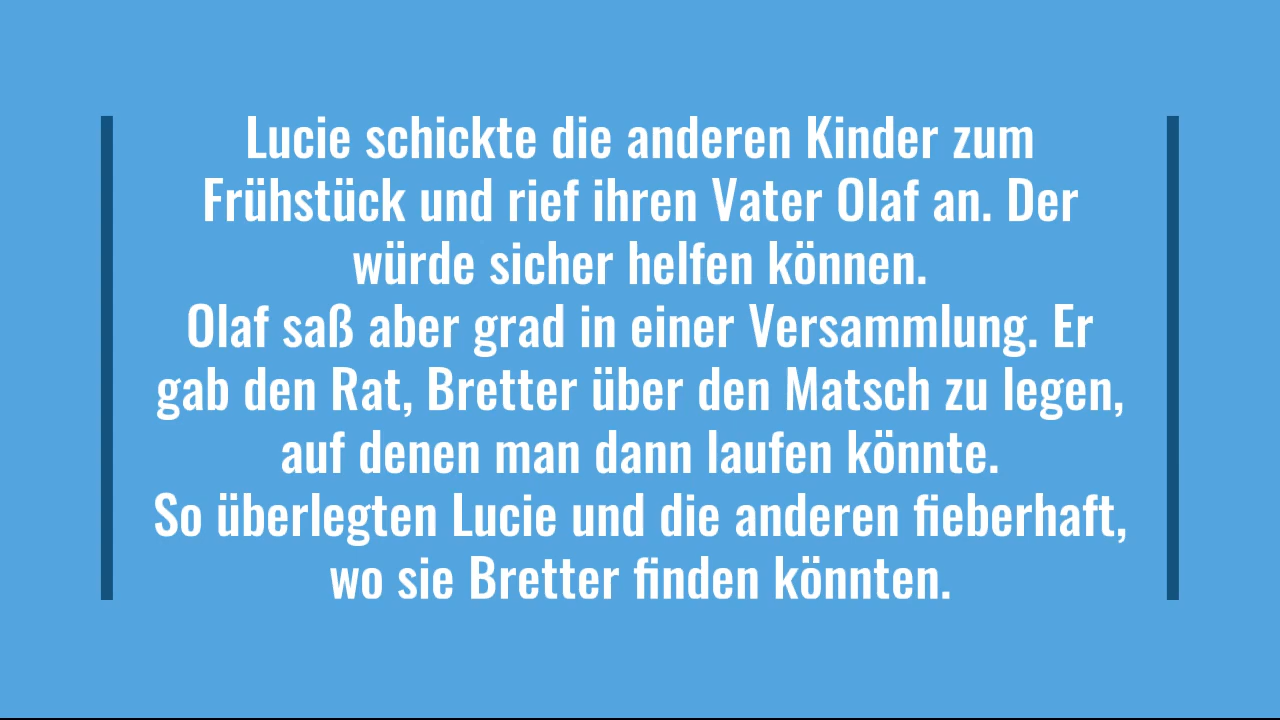 Lucie schickte die anderen Kinder zum
Frühstück und rief ihren Vater Olaf an. Der
würde sicher helfen können.
Olaf saß aber grad in einer Versammlung. Er
gab den Rat, Bretter über den Matsch zu legen,
auf denen man dann laufen könnte.
So überlegten Lucie und die anderen fieberhaft,
wo sie Bretter finden könnten.